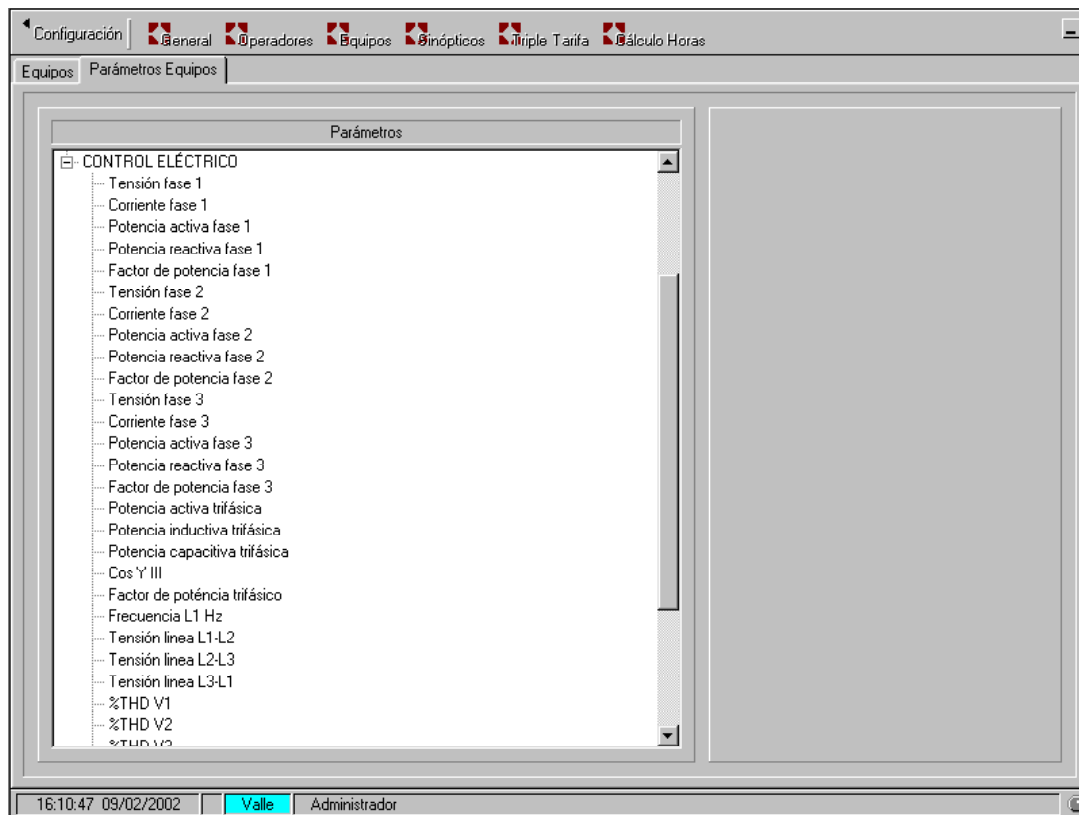 Configuración General Operadores Equipos Sinópticos Triple Tarifa Cálculo Horas
Equipos Parámetros Equipos
Parámetros
CONTROL ELÉCTRICO
Tensión fase 1
Corriente fase 1
Potencia activa fase 1
Potencia reactiva fase 1
Factor de potencia fase 1
Tensión fase 2
Corriente fase 2
Potencia activa fase 2
Potencia reactiva fase 2
Factor de potencia fase 2
Tensión fase 3
Corriente fase 3
Potencia activa fase 3
Potencia reactiva fase 3
Factor de potencia fase 3
Potencia activa trifásica
Potencia inductiva trifásica
Potencia capacitiva trifásica
Cos Y III
Factor de poténcia trifásico
Frecuencia L1 Hz
Tensión linea L1-L2
Tensión linea L2-L3
Tensión linea L3-L1
%THD V1
%THD V2
%THD V3
16:10:47 09/02/2002 Valle Administrador